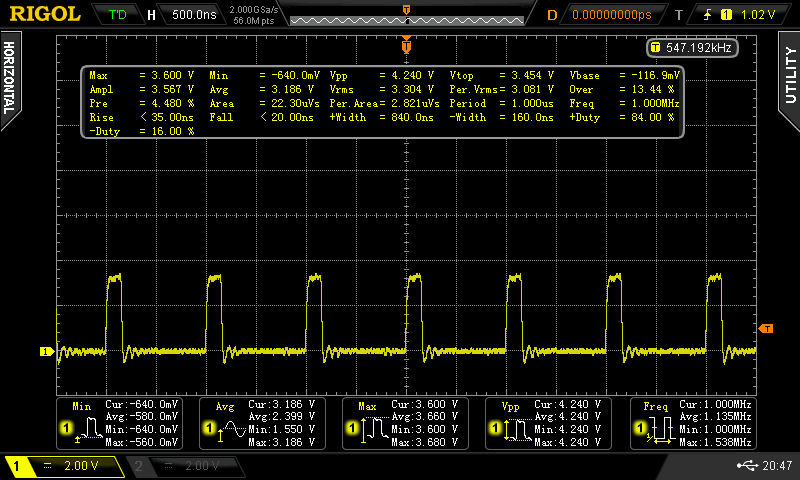 RIGOL T'D H 500.0ns 2.000GSa/s 56.0M pts D 0.00000000ps T 1 1.02 V
HORIZONTAL
UTILITY
T
T 547.192kHz
Max = 3.600 V Min = -640.0mV Vpp = 4.240 V Vtop = 3.454 V Vbase = -116.9mV
Ampl = 3.567 V Avg = 3.186 V Vrms = 3.304 V Per.Vrms= 3.081 V Over = 13.44 %
Pre = 4.480 % Area = 22.30uVs Per.Area= 2.821uVs Period = 1.000us Freq = 1.000MHz
Rise < 35.00ns Fall < 20.00ns +Width = 840.0ns -Width = 160.0ns +Duty = 84.00 %
-Duty = 16.00 %
T
1
Min
1
Cur:-640.0mV
Avg:-580.0mV
Min:-640.0mV
Max:-560.0mV
Avg
1
Cur:3.186 V
Avg:2.399 V
Min:1.550 V
Max:3.186 V
Max
1
Cur:3.600 V
Avg:3.660 V
Min:3.600 V
Max:3.680 V
Vpp
1
Cur:4.240 V
Avg:4.240 V
Min:4.240 V
Max:4.240 V
Freq
1
Cur:1.000MHz
Avg:1.135MHz
Min:1.000MHz
Max:1.538MHz
1 = 2.00 V 2 = 2.00 V 20:47